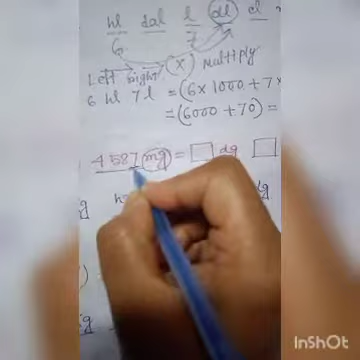 hl dal l dl cl
6 7
Left Right (×) Multiply
6 hl 7 l = (6×1000 + 7×
= (6000 + 70) =
4587 mg = □ dg □
dg
InShOt